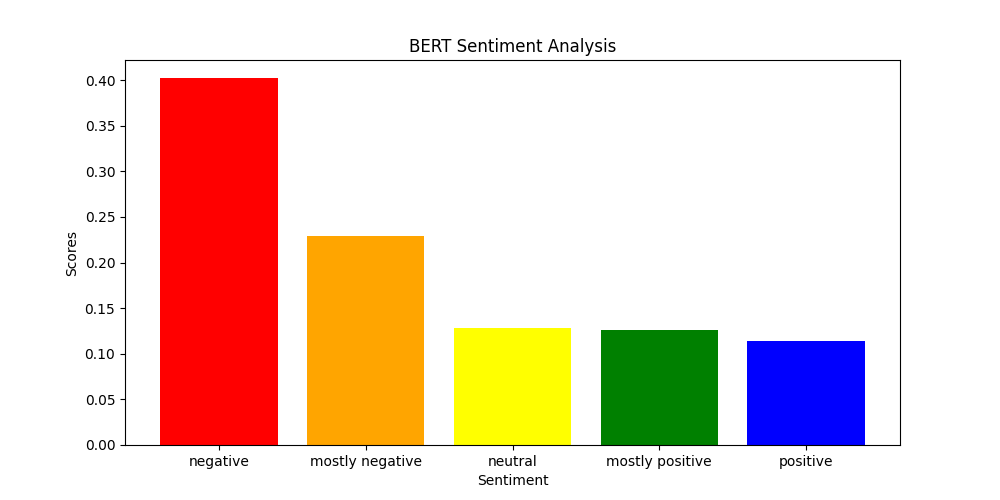 BERT Sentiment Analysis
Scores
0.40
0.35
0.30
0.25
0.20
0.15
0.10
0.05
0.00
negative mostly negative neutral mostly positive positive
Sentiment